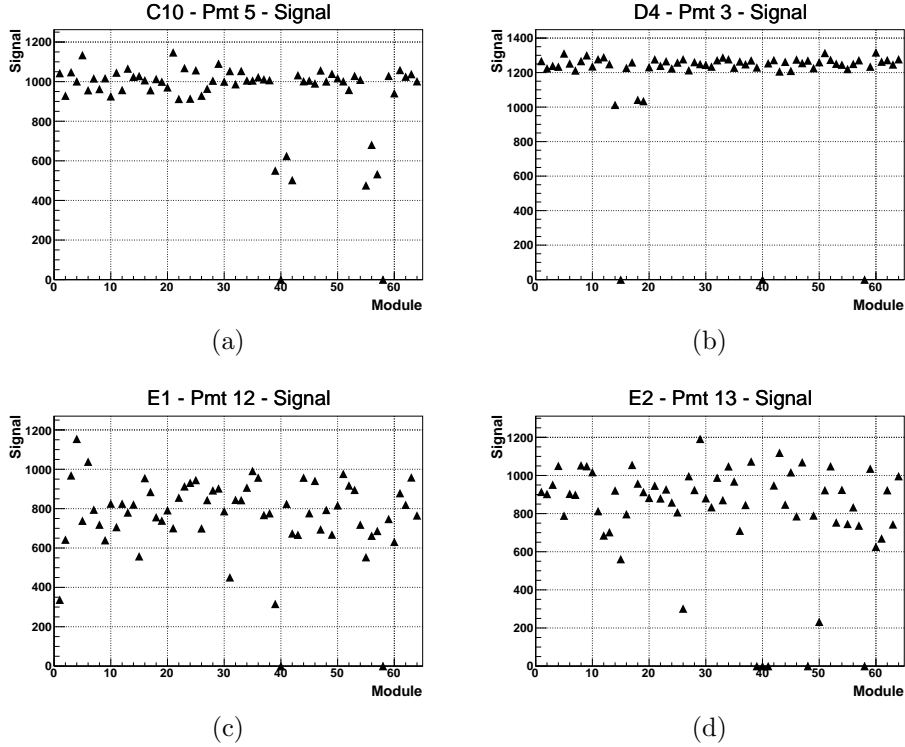 C10 - Pmt 5 - Signal
Signal
1200
1000
800
600
400
200
0
0 10 20 30 40 50 60
Module
(a)
D4 - Pmt 3 - Signal
Signal
1400
1200
1000
800
600
400
200
0
0 10 20 30 40 50 60
Module
(b)
E1 - Pmt 12 - Signal
Signal
1200
1000
800
600
400
200
0
0 10 20 30 40 50 60
Module
(c)
E2 - Pmt 13 - Signal
Signal
1200
1000
800
600
400
200
0
0 10 20 30 40 50 60
Module
(d)